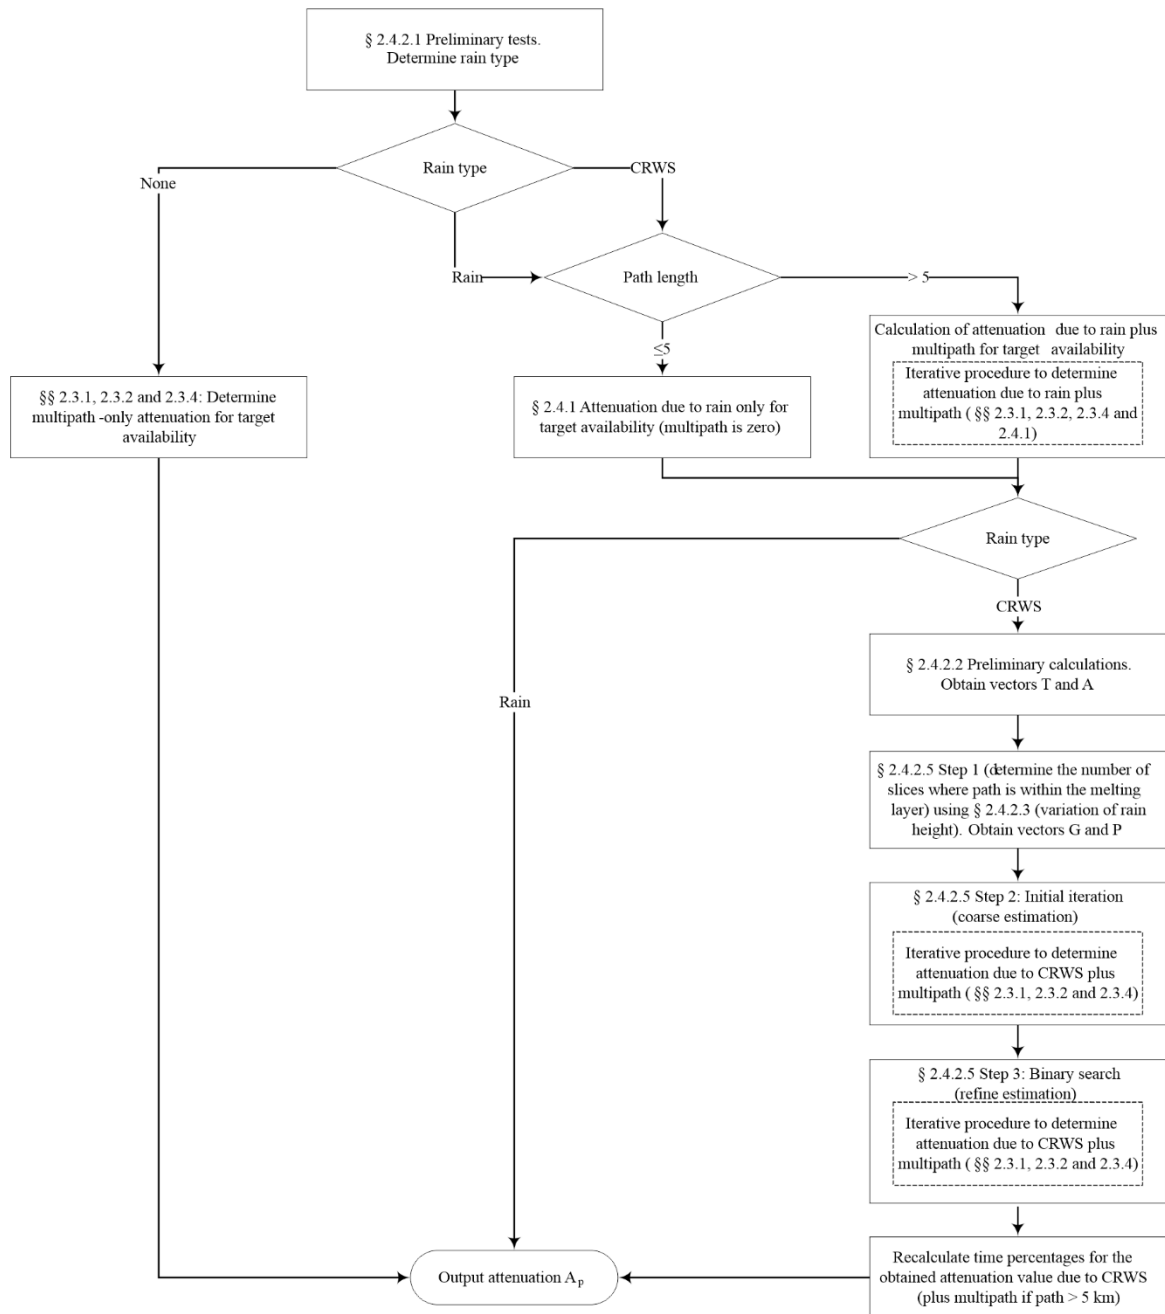 § 2.4.2.1 Preliminary tests.
Determine rain type
Rain type
None
CRWS
Rain
Path length
> 5
≤5
Calculation of attenuation due to rain plus
multipath for target availability
Iterative procedure to determine
attenuation due to rain plus
multipath ( §§ 2.3.1, 2.3.2, 2.3.4 and
2.4.1)
§§ 2.3.1, 2.3.2 and 2.3.4: Determine
multipath -only attenuation for target
availability
§ 2.4.1 Attenuation due to rain only for
target availability (multipath is zero)
Rain type
CRWS
Rain
§ 2.4.2.2 Preliminary calculations.
Obtain vectors T and A
§ 2.4.2.5 Step 1 (determine the number of
slices where path is within the melting
layer) using § 2.4.2.3 (variation of rain
height). Obtain vectors G and P
§ 2.4.2.5 Step 2: Initial iteration
(coarse estimation)
Iterative procedure to determine
attenuation due to CRWS plus
multipath ( §§ 2.3.1, 2.3.2 and 2.3.4)
§ 2.4.2.5 Step 3: Binary search
(refine estimation)
Iterative procedure to determine
attenuation due to CRWS plus
multipath ( §§ 2.3.1, 2.3.2 and 2.3.4)
Recalculate time percentages for the
obtained attenuation value due to CRWS
(plus multipath if path > 5 km)
Output attenuation Ap